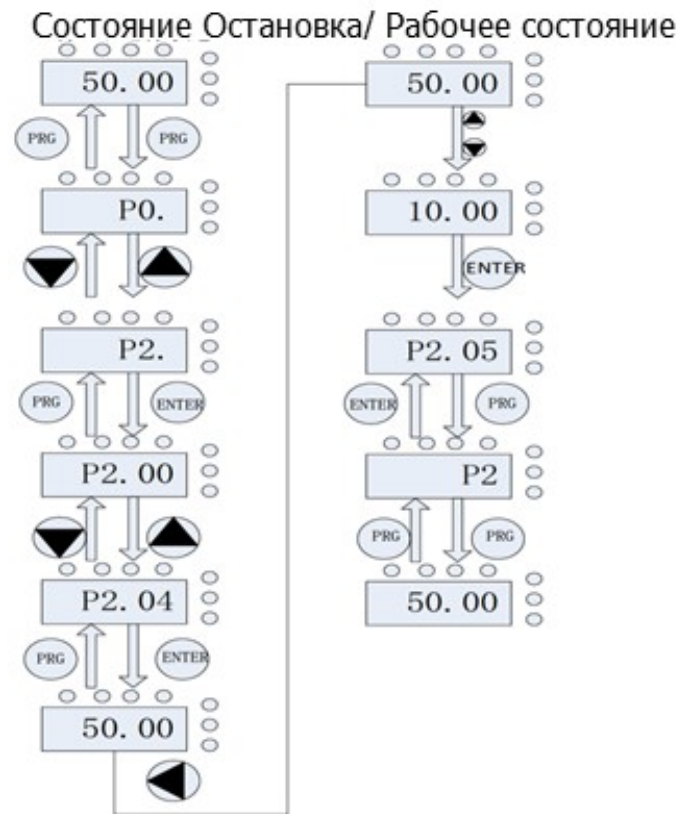 Состояние Остановка/ Рабочее состояние
50.00
PRG PRG
P0.
P2.
PRG ENTER
P2.00
P2.04
PRG ENTER
50.00
50.00
10.00
ENTER
P2.05
ENTER PRG
P2
PRG PRG
50.00